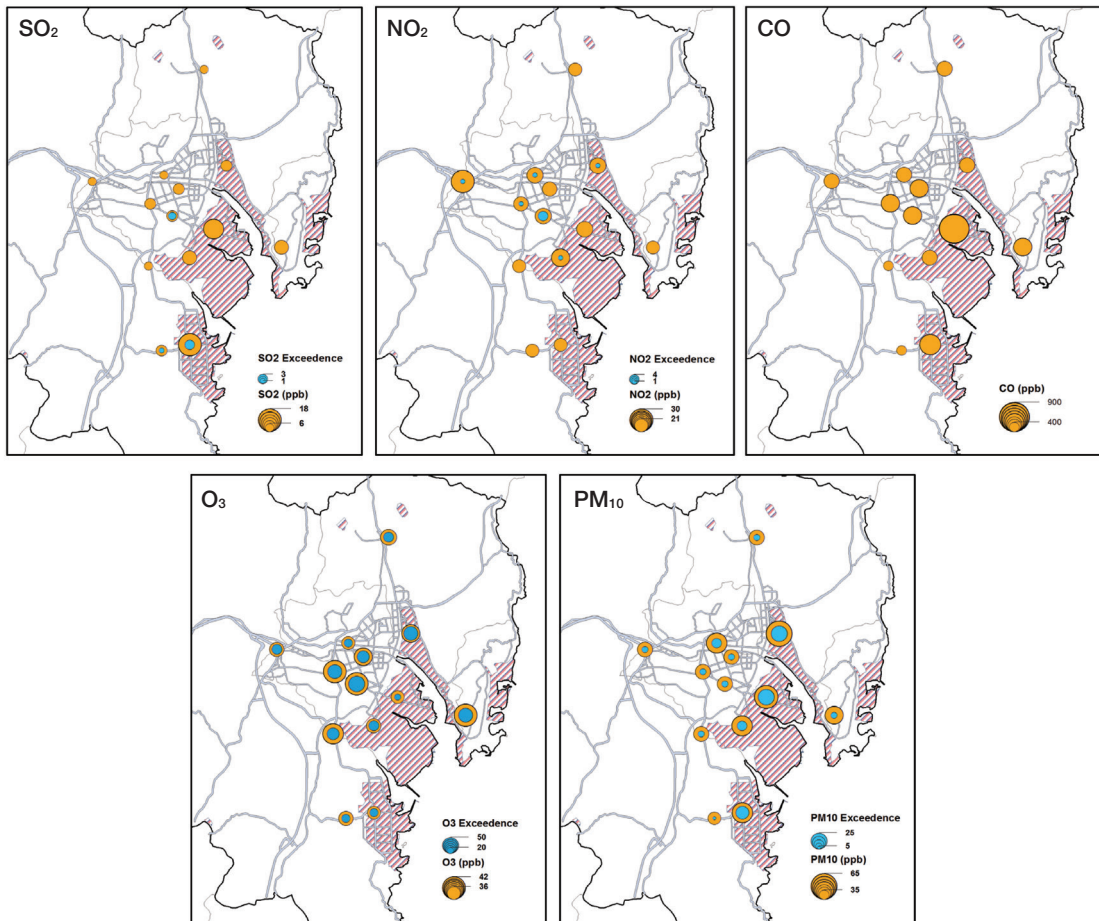 SO₂
SO2 Exceedence
3
1
SO2 (ppb)
18
6
NO₂
NO2 Exceedence
4
1
NO2 (ppb)
30
21
CO
CO (ppb)
900
400
O₃
O3 Exceedence
50
20
O3 (ppb)
42
36
PM₁₀
PM10 Exceedence
25
5
PM10 (ppb)
65
35